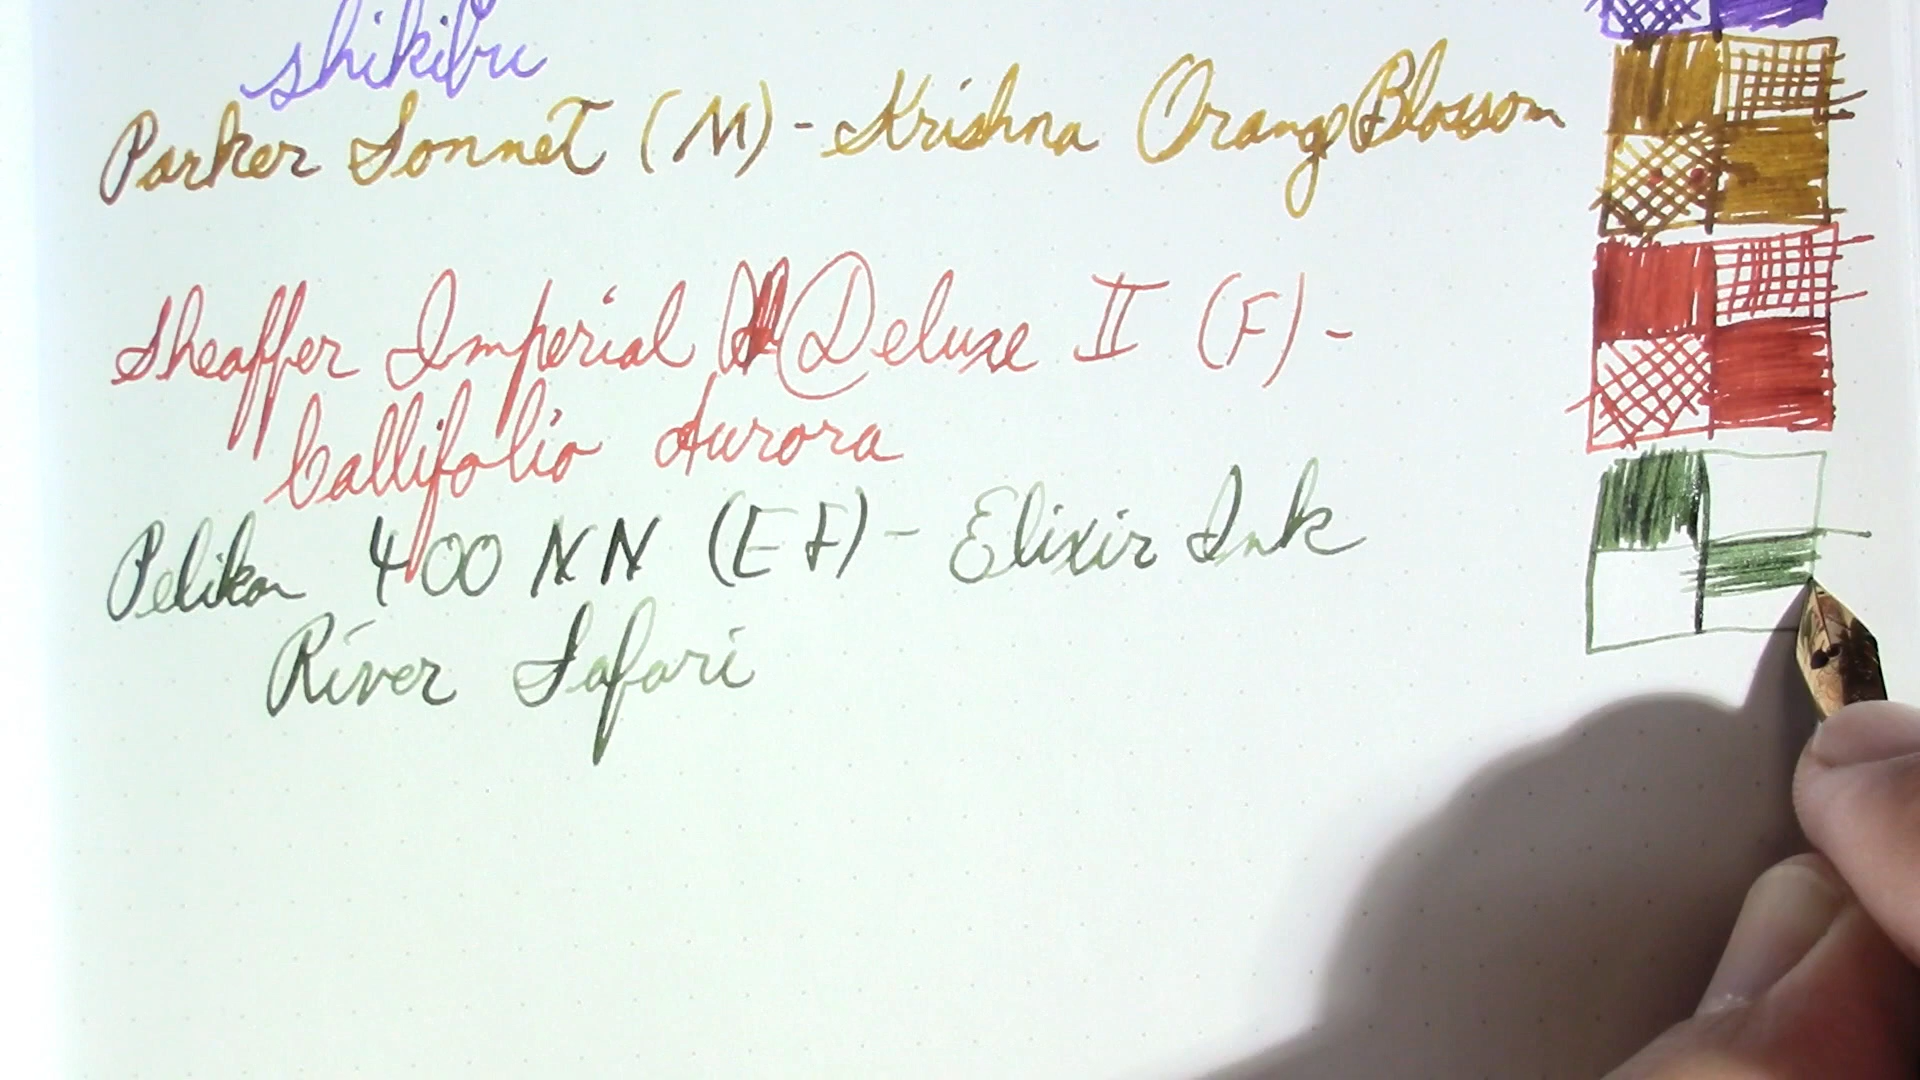 shikibu
Parker Sonnet (M) - Krishna Orang Blossom
Sheaffer Imperial Deluxe II (F) -
Callifolio Aurora
Pelikan 400 NN (EF) - Elixir Ink
River Safari